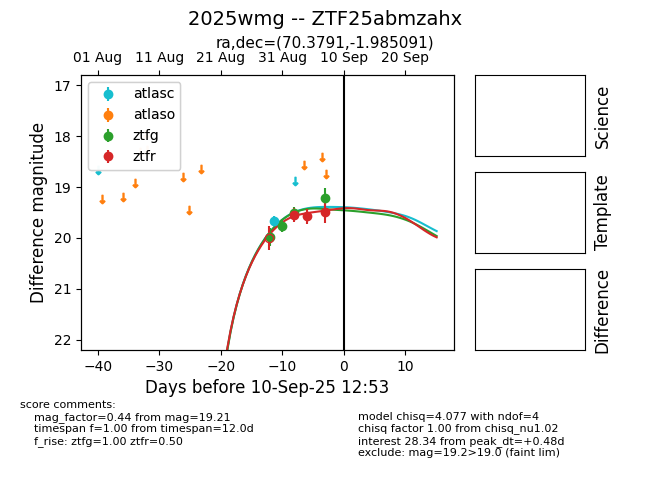 2025wmg -- ZTF25abmzahx
ra,dec=(70.3791,-1.985091)
01 Aug 11 Aug 21 Aug 31 Aug 10 Sep 20 Sep
17
18
19
20
21
22
Difference magnitude
atlasc
atlaso
ztfg
ztfr
−40 −30 −20 −10 0 10
Days before 10-Sep-25 12:53
Science
Template
Difference
score comments:
mag_factor=0.44 from mag=19.21
timespan f=1.00 from timespan=12.0d
f_rise: ztfg=1.00 ztfr=0.50
model chisq=4.077 with ndof=4
chisq factor 1.00 from chisq_nu1.02
interest 28.34 from peak_dt=+0.48d
exclude: mag=19.2>19.0 (faint lim)